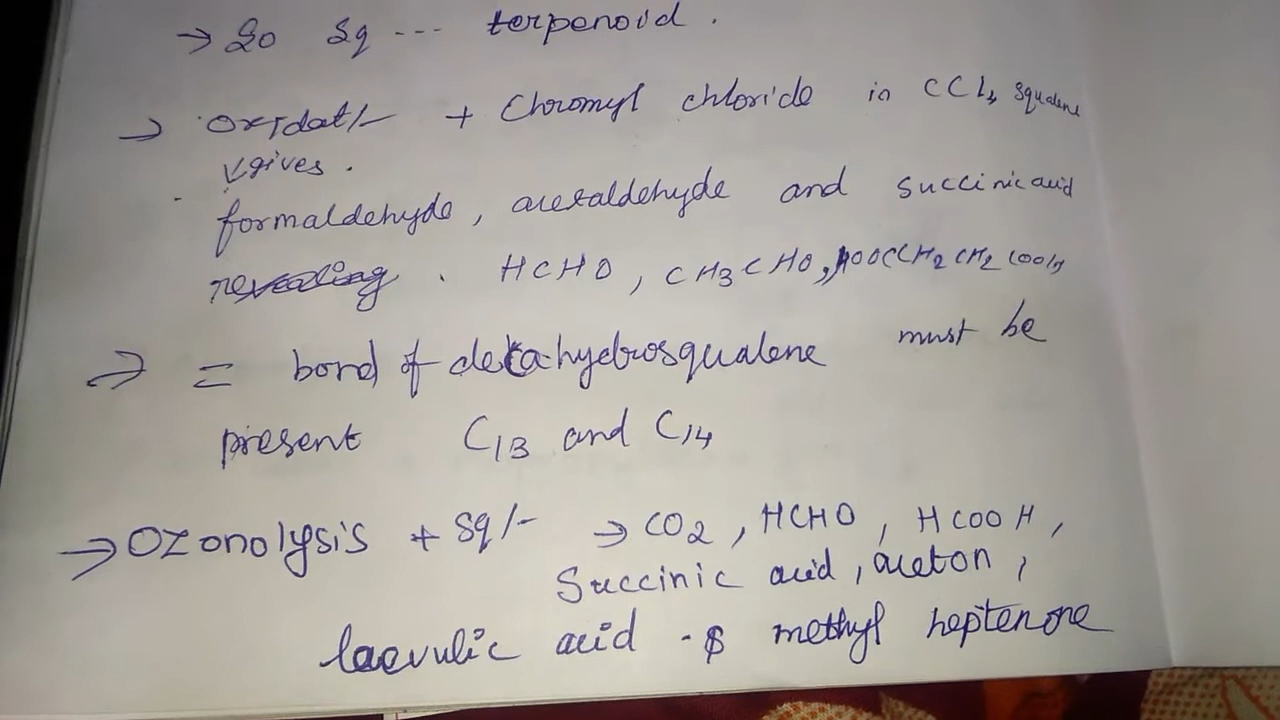 → So Sq --- terpenoid .
→ Oxidat/- + Chromyl chloride in CCl4 Squalene
gives .
formaldehyde , acetaldehyde and succinic acid
revealing . HCHO , CH3CHO, HOOCCH2CH2COOH
⇒ = bond of decahydrosqualene must be
present C13 and C14
→ Ozonolysis + Sq/- → CO2 , HCHO , HCOOH ,
Succinic acid , aceton ,
laevulic acid - $ methyl heptenone